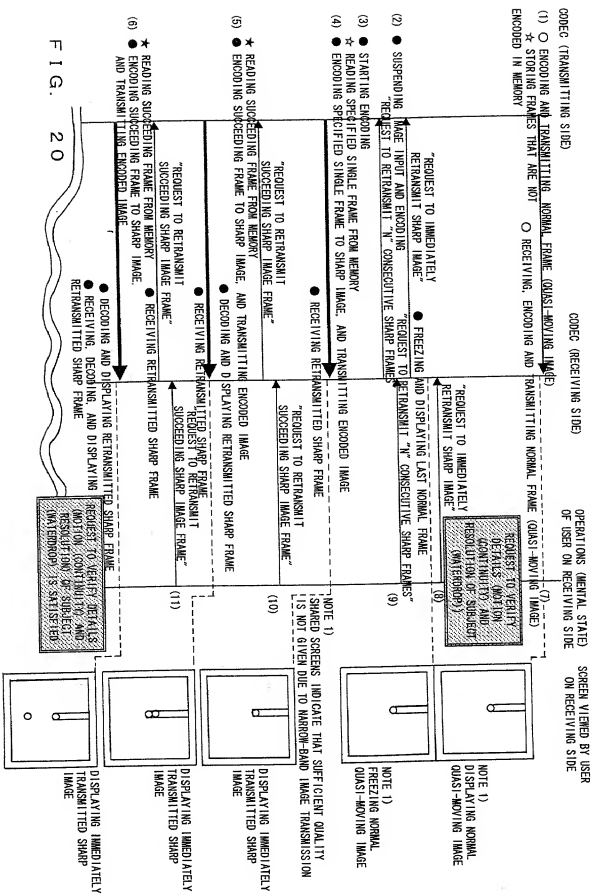 CODEC (TRANSMITTING SIDE)
(1) ○ ENCODING AND TRANSMITTING NORMAL FRAME (QUASI-MOVING IMAGE)
☆ STORING FRAMES THAT ARE NOT
ENCODED IN MEMORY
(2) ● SUSPENDING IMAGE INPUT AND ENCODING
"REQUEST TO RETRANSMIT "N" CONSECUTIVE SHARP FRAMES"
(3) ● STARTING ENCODING
☆ READING SPECIFIED SINGLE FRAME FROM MEMORY
(4) ● ENCODING SPECIFIED SINGLE FRAME TO SHARP IMAGE, AND TRANSMITTING ENCODED IMAGE
"REQUEST TO IMMEDIATELY
RETRANSMIT SHARP IMAGE"
"REQUEST TO RETRANSMIT
SUCCEEDING SHARP IMAGE FRAME"
★ READING SUCCEEDING FRAME FROM MEMORY
(5) ● ENCODING SUCCEEDING FRAME TO SHARP IMAGE, AND TRANSMITTING ENCODED IMAGE
"REQUEST TO RETRANSMIT
SUCCEEDING SHARP IMAGE FRAME"
★ READING SUCCEEDING FRAME FROM MEMORY
(6) ● ENCODING SUCCEEDING FRAME TO SHARP IMAGE,
AND TRANSMITTING ENCODED IMAGE
CODEC (RECEIVING SIDE)
○ RECEIVING, ENCODING AND TRANSMITTING NORMAL FRAME (QUASI-MOVING IMAGE)
"REQUEST TO IMMEDIATELY
RETRANSMIT SHARP IMAGE"
● FREEZING AND DISPLAYING LAST NORMAL FRAME
"REQUEST TO RETRANSMIT "N" CONSECUTIVE SHARP FRAMES"
● RECEIVING RETRANSMITTED SHARP FRAME
"REQUEST TO RETRANSMIT
SUCCEEDING SHARP IMAGE FRAME"
● DECODING AND DISPLAYING RETRANSMITTED SHARP FRAME
● RECEIVING RETRANSMITTED SHARP FRAME
"REQUEST TO RETRANSMIT
SUCCEEDING SHARP IMAGE FRAME"
● RECEIVING RETRANSMITTED SHARP FRAME
● DECODING AND DISPLAYING RETRANSMITTED SHARP FRAME
● RECEIVING, DECODING, AND DISPLAYING
RETRANSMITTED SHARP FRAME
OPERATIONS (MENTAL STATE)
OF USER ON RECEIVING SIDE
(7)
REQUEST TO VERIFY
DETAILS (MOTION
(CONTINUITY) AND
RESOLUTION OF SUBJECT
(WATERDROP))
(8)
(9)
(10)
(11)
REQUEST TO VERIFY DETAILS
(MOTION (CONTINUITY) AND
RESOLUTION OF SUBJECT
(WATERDROP) IS SATISFIED
SCREEN VIEWED BY USER
ON RECEIVING SIDE
NOTE 1)
DISPLAYING NORMAL
QUASI-MOVING IMAGE
NOTE 1)
FREEZING NORMAL
QUASI-MOVING IMAGE
NOTE 1)
SHARED SCREENS INDICATE THAT SUFFICIENT QUALITY
IS NOT GIVEN DUE TO NARROW-BAND IMAGE TRANSMISSION
DISPLAYING IMMEDIATELY
TRANSMITTED SHARP
IMAGE
DISPLAYING IMMEDIATELY
TRANSMITTED SHARP
IMAGE
DISPLAYING IMMEDIATELY
TRANSMITTED SHARP
IMAGE
FIG. 20